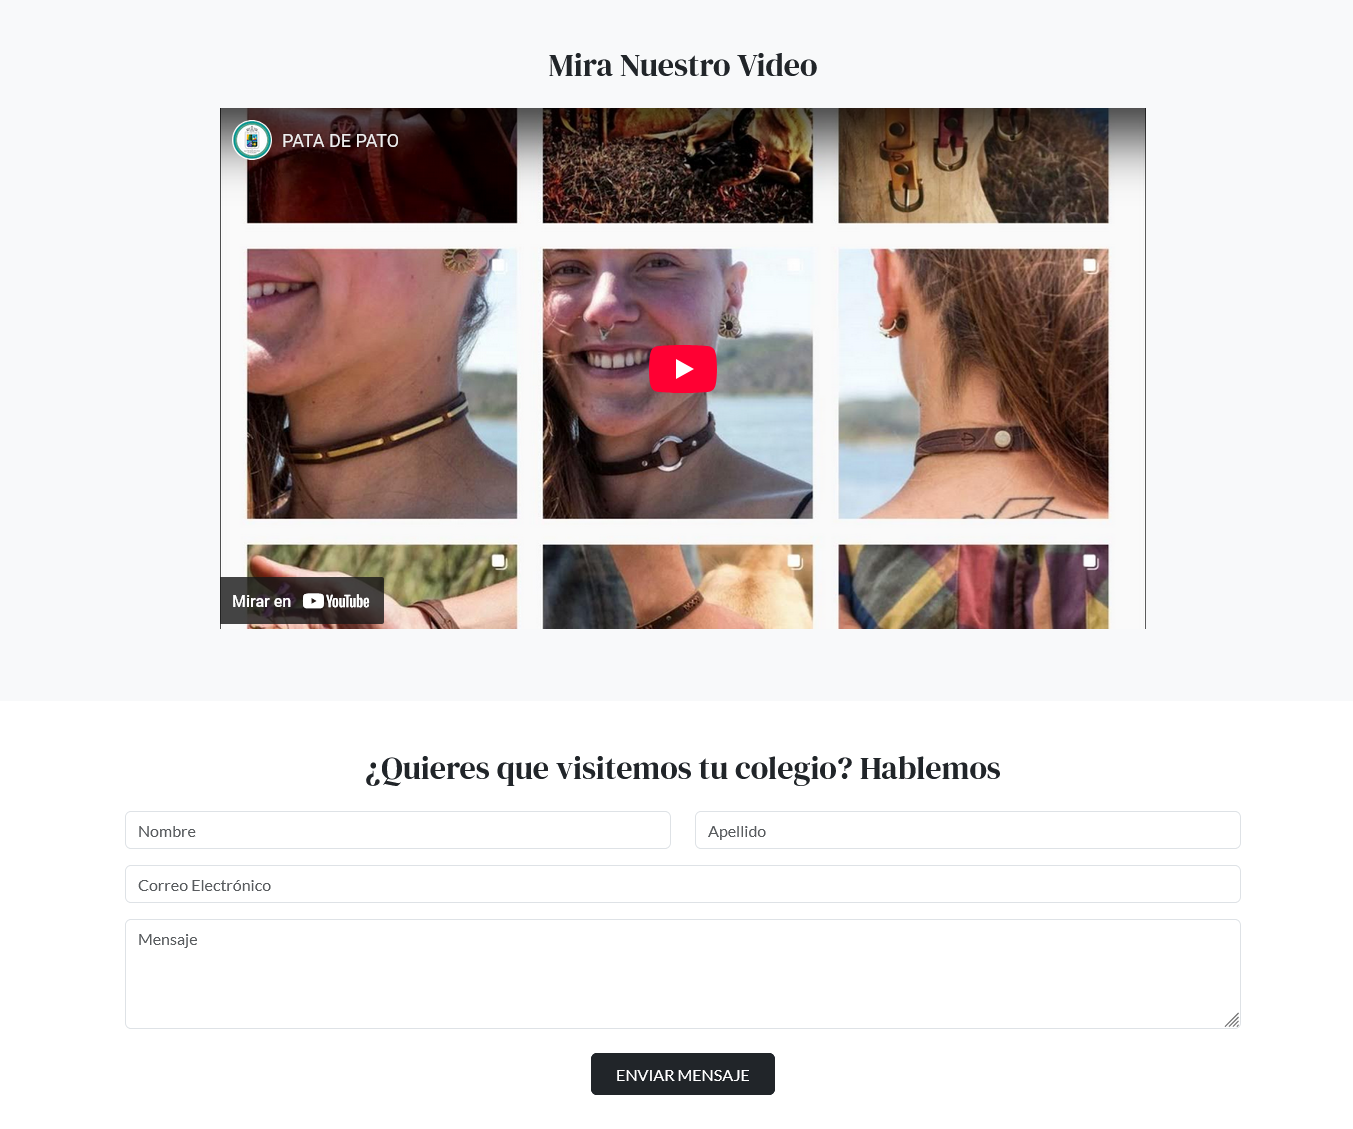 Mira Nuestro Video
PATA DE PATO
Mirar en YouTube
¿Quieres que visitemos tu colegio? Hablemos
Nombre
Apellido
Correo Electrónico
Mensaje
ENVIAR MENSAJE